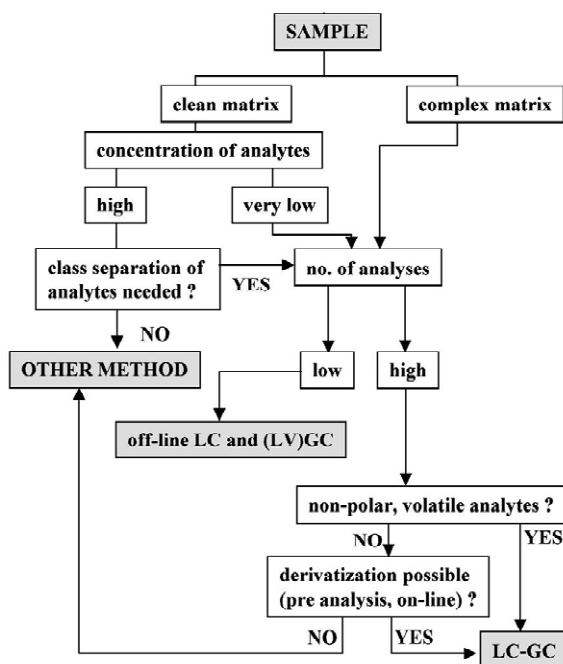 SAMPLE
clean matrix
complex matrix
concentration of analytes
high
very low
class separation of
analytes needed ?
YES
no. of analyses
NO
OTHER METHOD
low
high
off-line LC and (LV)GC
non-polar, volatile analytes ?
NO
YES
derivatization possible
(pre analysis, on-line) ?
NO
YES
LC-GC